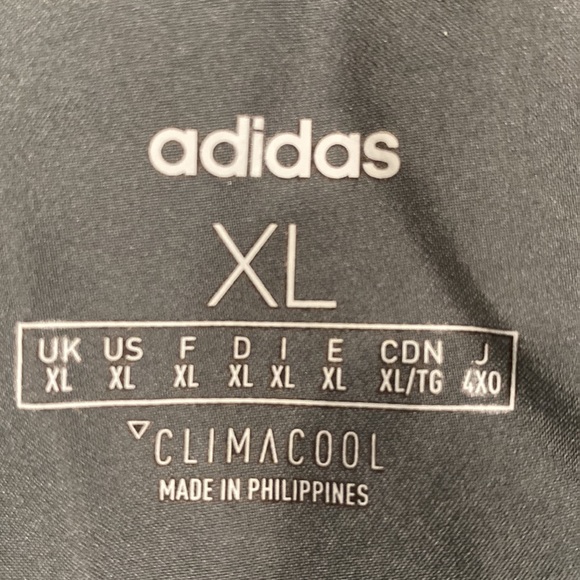 adidas
XL
UK US F D I E CDN J
XL XL XL XL XL XL XL/TG 4XO
CLIMACOOL
MADE IN PHILIPPINES